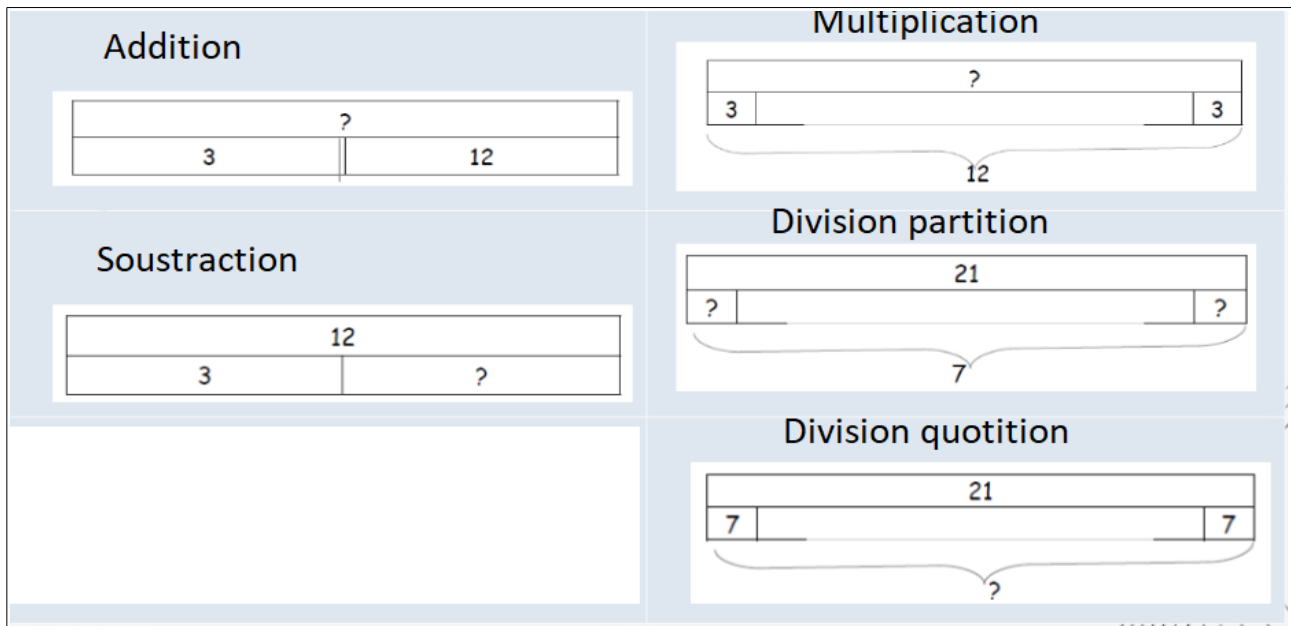 Addition
?
3 12
Soustraction
12
3 ?
Multiplication
?
3 3
12
Division partition
21
? ?
7
Division quotition
21
7 7
?